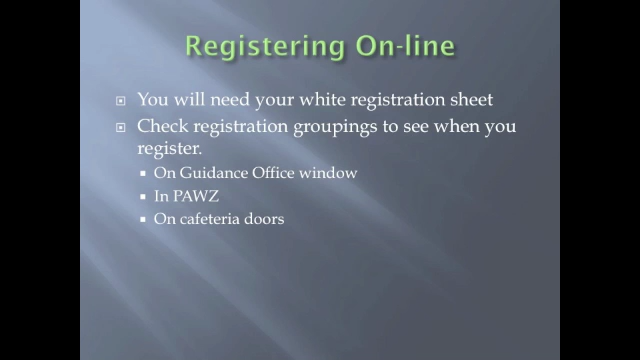 Registering On-line
You will need your white registration sheet
Check registration groupings to see when you
register.
On Guidance Office window
In PAWZ
On cafeteria doors